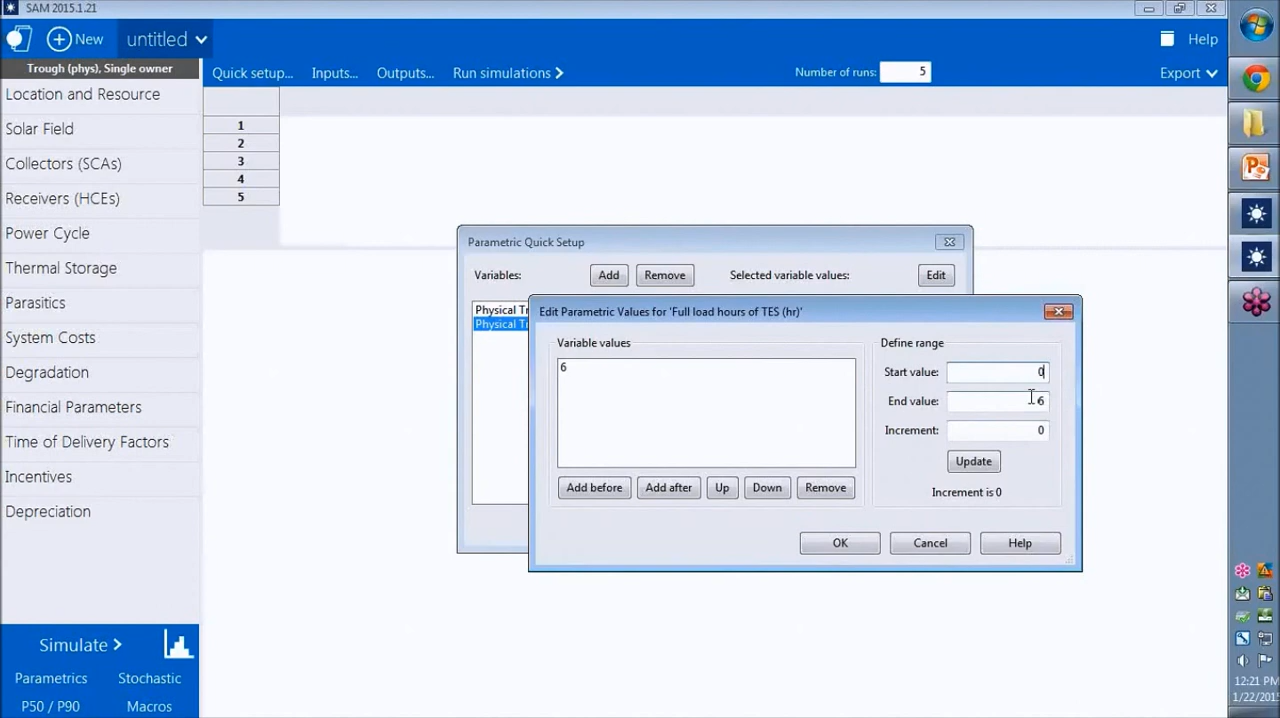 SAM 2015.1.21
New
untitled
Help
Trough (phys), Single owner
Quick setup...
Inputs...
Outputs...
Run simulations
Number of runs:
5
Export
Location and Resource
Solar Field
Collectors (SCAs)
Receivers (HCEs)
Power Cycle
Thermal Storage
Parasitics
System Costs
Degradation
Financial Parameters
Time of Delivery Factors
Incentives
Depreciation
1
2
3
4
5
Parametric Quick Setup
Variables:
Add
Remove
Selected variable values:
Edit
Physical Tr
Physical Tr
Edit Parametric Values for 'Full load hours of TES (hr)'
Variable values
6
Add before
Add after
Up
Down
Remove
Define range
Start value:
0
End value:
6
Increment:
0
Update
Increment is 0
OK
Cancel
Help
Simulate
Parametrics
Stochastic
P50 / P90
Macros
12:21 PM
1/22/201